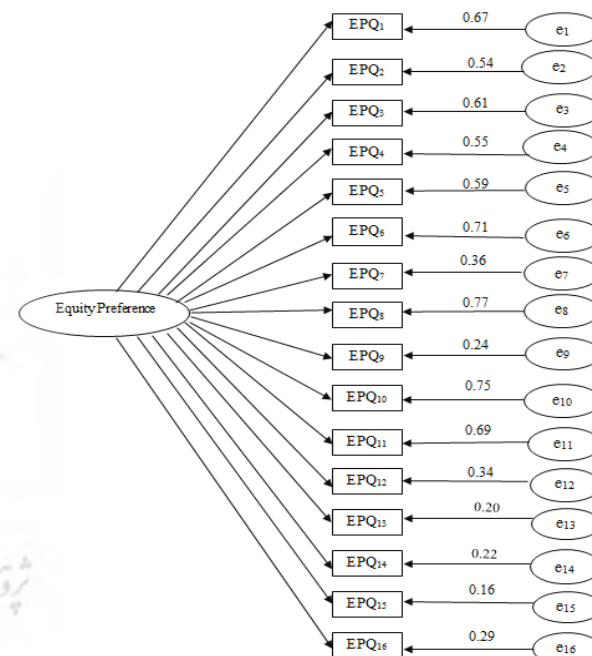 EPQ1 0.67 e1
EPQ2 0.54 e2
EPQ3 0.61 e3
EPQ4 0.55 e4
EPQ5 0.59 e5
EPQ6 0.71 e6
EPQ7 0.36 e7
Equity Preference
EPQ8 0.77 e8
EPQ9 0.24 e9
EPQ10 0.75 e10
EPQ11 0.69 e11
EPQ12 0.34 e12
EPQ13 0.20 e13
EPQ14 0.22 e14
EPQ15 0.16 e15
EPQ16 0.29 e16